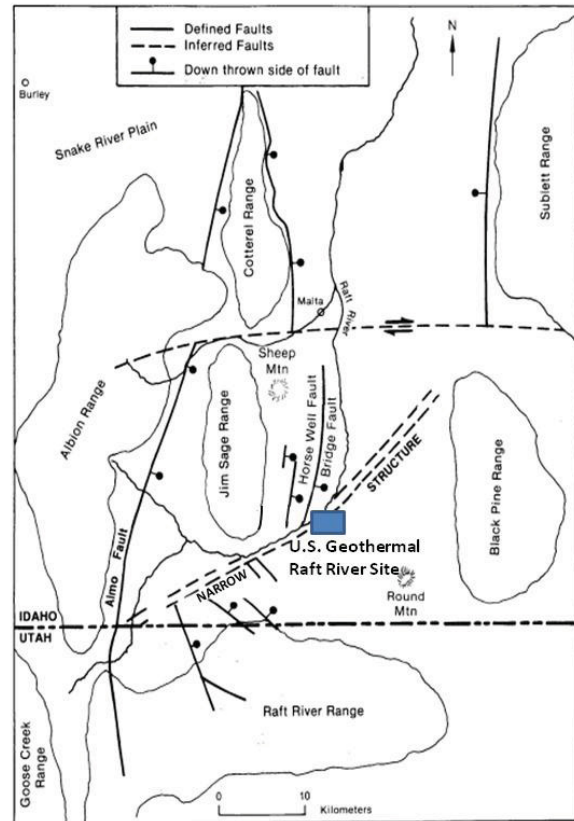 Defined Faults
Inferred Faults
Down thrown side of fault
N
Burley
Snake River Plain
Cotterel Range
Sublett Range
Malta
Raft
River
Sheep
Mtn
Albion Range
Jim Sage Range
Horse Well Fault
Bridge Fault
STRUCTURE
Black Pine Range
Almo Fault
U.S. Geothermal
Raft River Site
NARROW
Round
Mtn
IDAHO
UTAH
Raft River Range
Goose Creek
Range
0 10
Kilometers